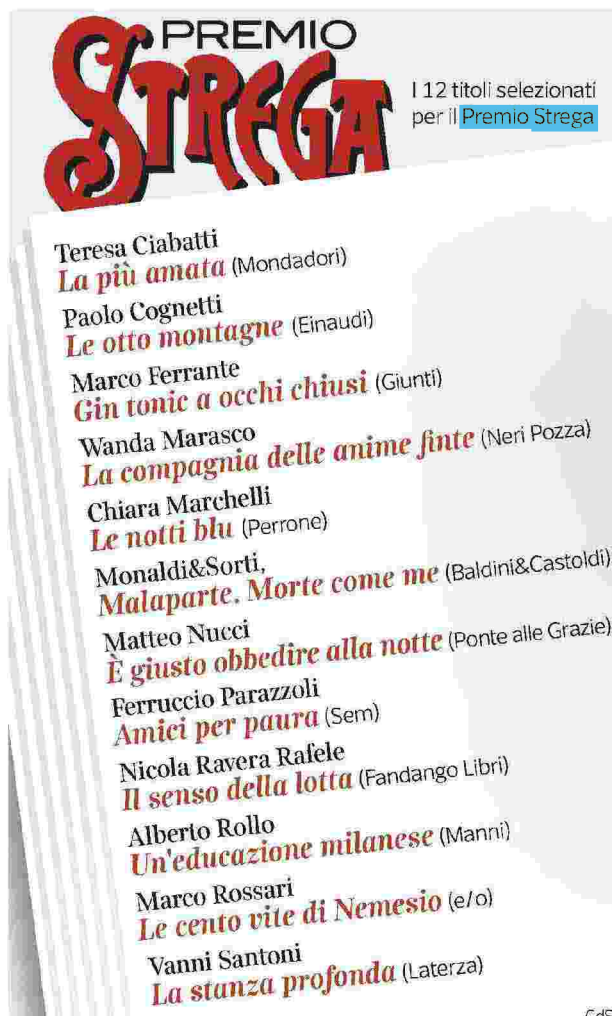 PREMIO
STREGA
I 12 titoli selezionati
per il Premio Strega
Teresa Ciabatti
La più amata (Mondadori)
Paolo Cognetti
Le otto montagne (Einaudi)
Marco Ferrante
Gin tonic a occhi chiusi (Giunti)
Wanda Marasco
La compagnia delle anime finte (Neri Pozza)
Chiara Marchelli
Le notti blu (Perrone)
Monaldi&Sorti,
Malaparte. Morte come me (Baldini&Castoldi)
Matteo Nucci
È giusto obbedire alla notte (Ponte alle Grazie)
Ferruccio Parazzoli
Amici per paura (Sem)
Nicola Ravera Rafele
Il senso della lotta (Fandango Libri)
Alberto Rollo
Un'educazione milanese (Manni)
Marco Rossari
Le cento vite di Nemesio (e/o)
Vanni Santoni
La stanza profonda (Laterza)